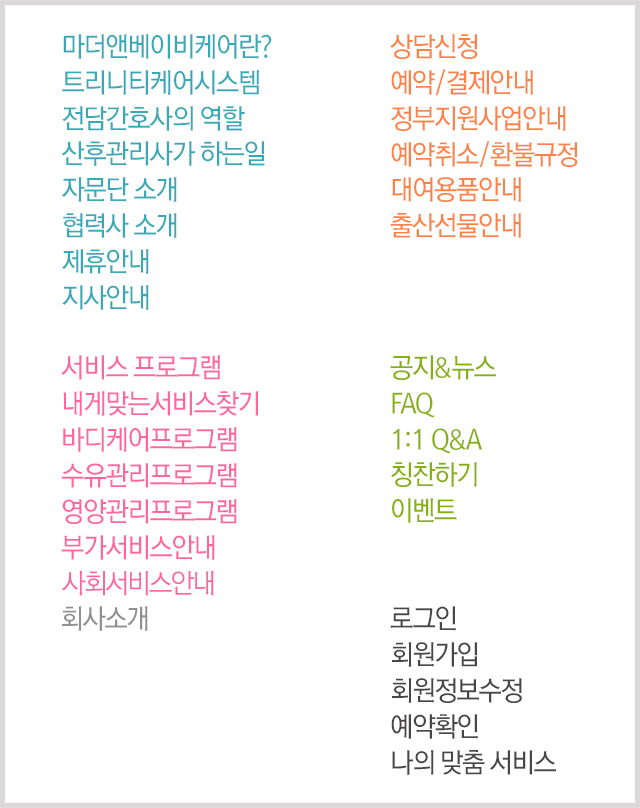 마더앤베이비케어란?
트리니티케어시스템
전담간호사의 역할
산후관리사가 하는일
자문단 소개
협력사 소개
제휴안내
지사안내
상담신청
예약/결제안내
정부지원사업안내
예약취소/환불규정
대여용품안내
출산선물안내
서비스 프로그램
내게맞는서비스찾기
바디케어프로그램
수유관리프로그램
영양관리프로그램
부가서비스안내
사회서비스안내
회사소개
공지&뉴스
FAQ
1:1 Q&A
칭찬하기
이벤트
로그인
회원가입
회원정보수정
예약확인
나의 맞춤 서비스